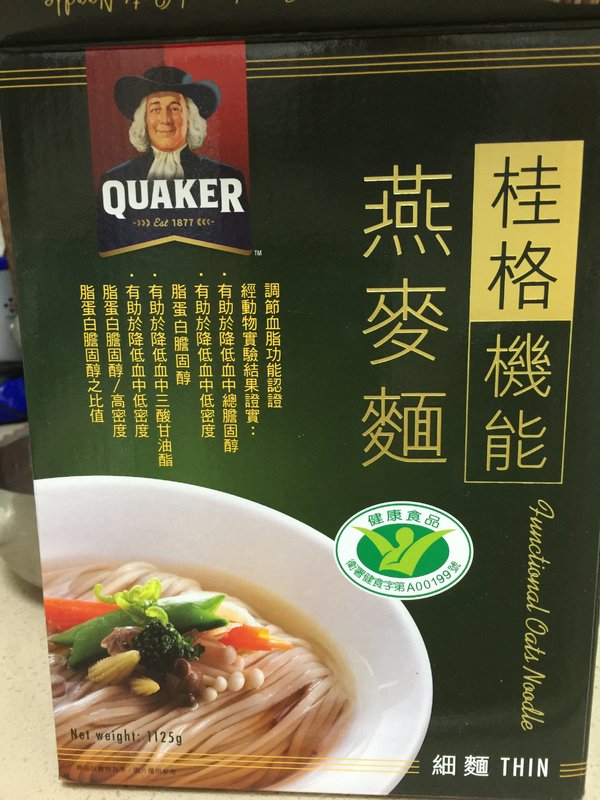 QUAKER
Est 1877
TM
桂格機能
燕麥麵
Functional Oats Noodle
調節血脂功能認證
經動物實驗結果證實：
・有助於降低血中總膽固醇
・有助於降低血中低密度
脂蛋白膽固醇
・有助於降低血中三酸甘油酯
・有助於降低血中低密度
脂蛋白膽固醇/高密度
脂蛋白膽固醇之比值
健康食品
衛署健食字第A00199號
Net weight: 1125g
細麵 THIN